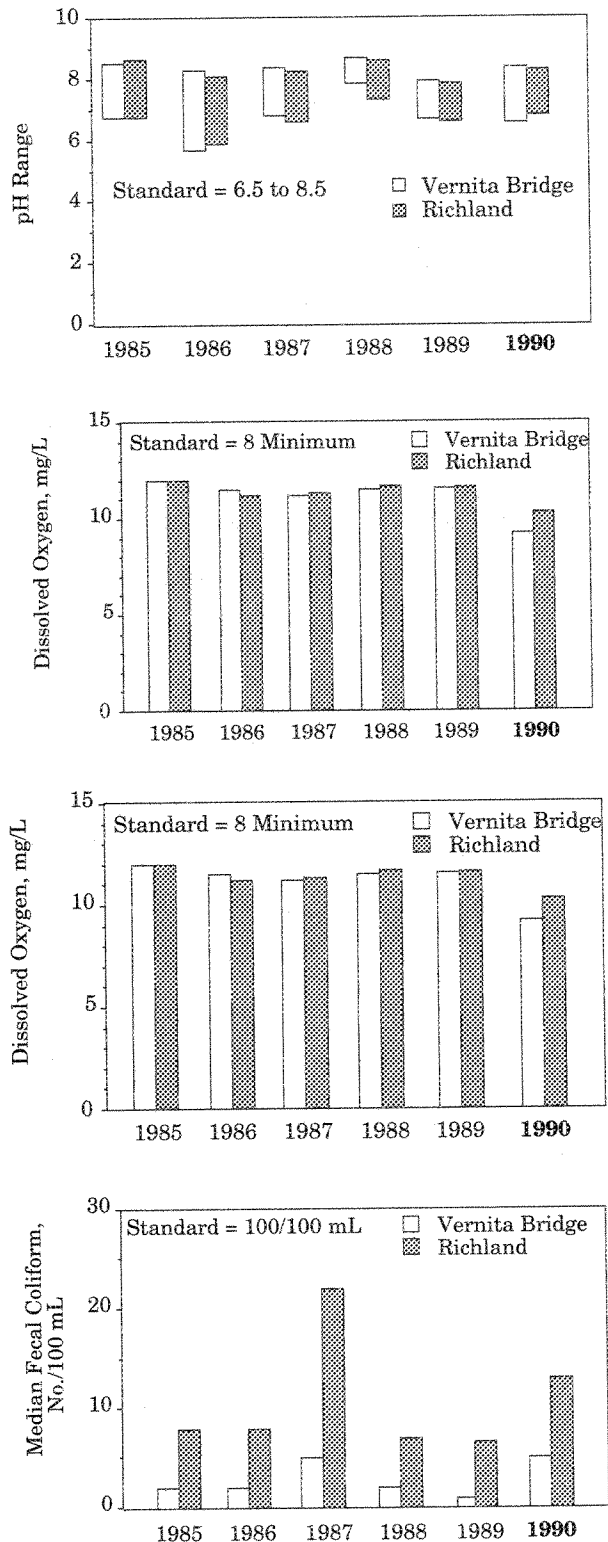 10
8
6
4
2
0
pH Range
Standard = 6.5 to 8.5
Vernita Bridge
Richland
1985 1986 1987 1988 1989 1990
15
10
5
0
Dissolved Oxygen, mg/L
Standard = 8 Minimum
Vernita Bridge
Richland
1985 1986 1987 1988 1989 1990
15
10
5
0
Dissolved Oxygen, mg/L
Standard = 8 Minimum
Vernita Bridge
Richland
1985 1986 1987 1988 1989 1990
30
20
10
0
Median Fecal Coliform,
No./100 mL
Standard = 100/100 mL
Vernita Bridge
Richland
1985 1986 1987 1988 1989 1990